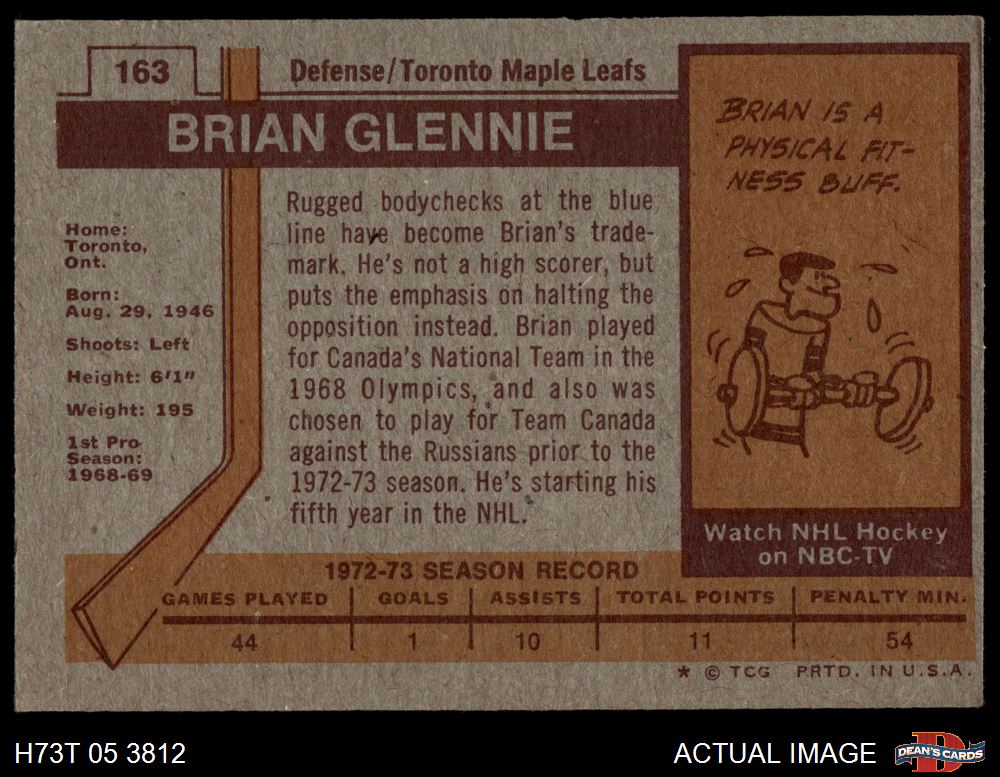 163
Defense/Toronto Maple Leafs
BRIAN GLENNIE
Home:
Toronto,
Ont.
Born:
Aug. 29, 1946
Shoots: Left
Height: 6'1"
Weight: 195
1st Pro
Season:
1968-69
Rugged bodychecks at the blue
line have become Brian's trade-
mark. He's not a high scorer, but
puts the emphasis on halting the
opposition instead. Brian played
for Canada's National Team in the
1968 Olympics, and also was
chosen to play for Team Canada
against the Russians prior to the
1972-73 season. He's starting his
fifth year in the NHL.
BRIAN IS A
PHYSICAL FIT-
NESS BUFF.
Watch NHL Hockey
on NBC-TV
1972-73 SEASON RECORD
GAMES PLAYED GOALS ASSISTS TOTAL POINTS PENALTY MIN.
44 1 10 11 54
* © TCG PRTD. IN U.S.A.
H73T 05 3812
ACTUAL IMAGE
DEAN'S CARDS